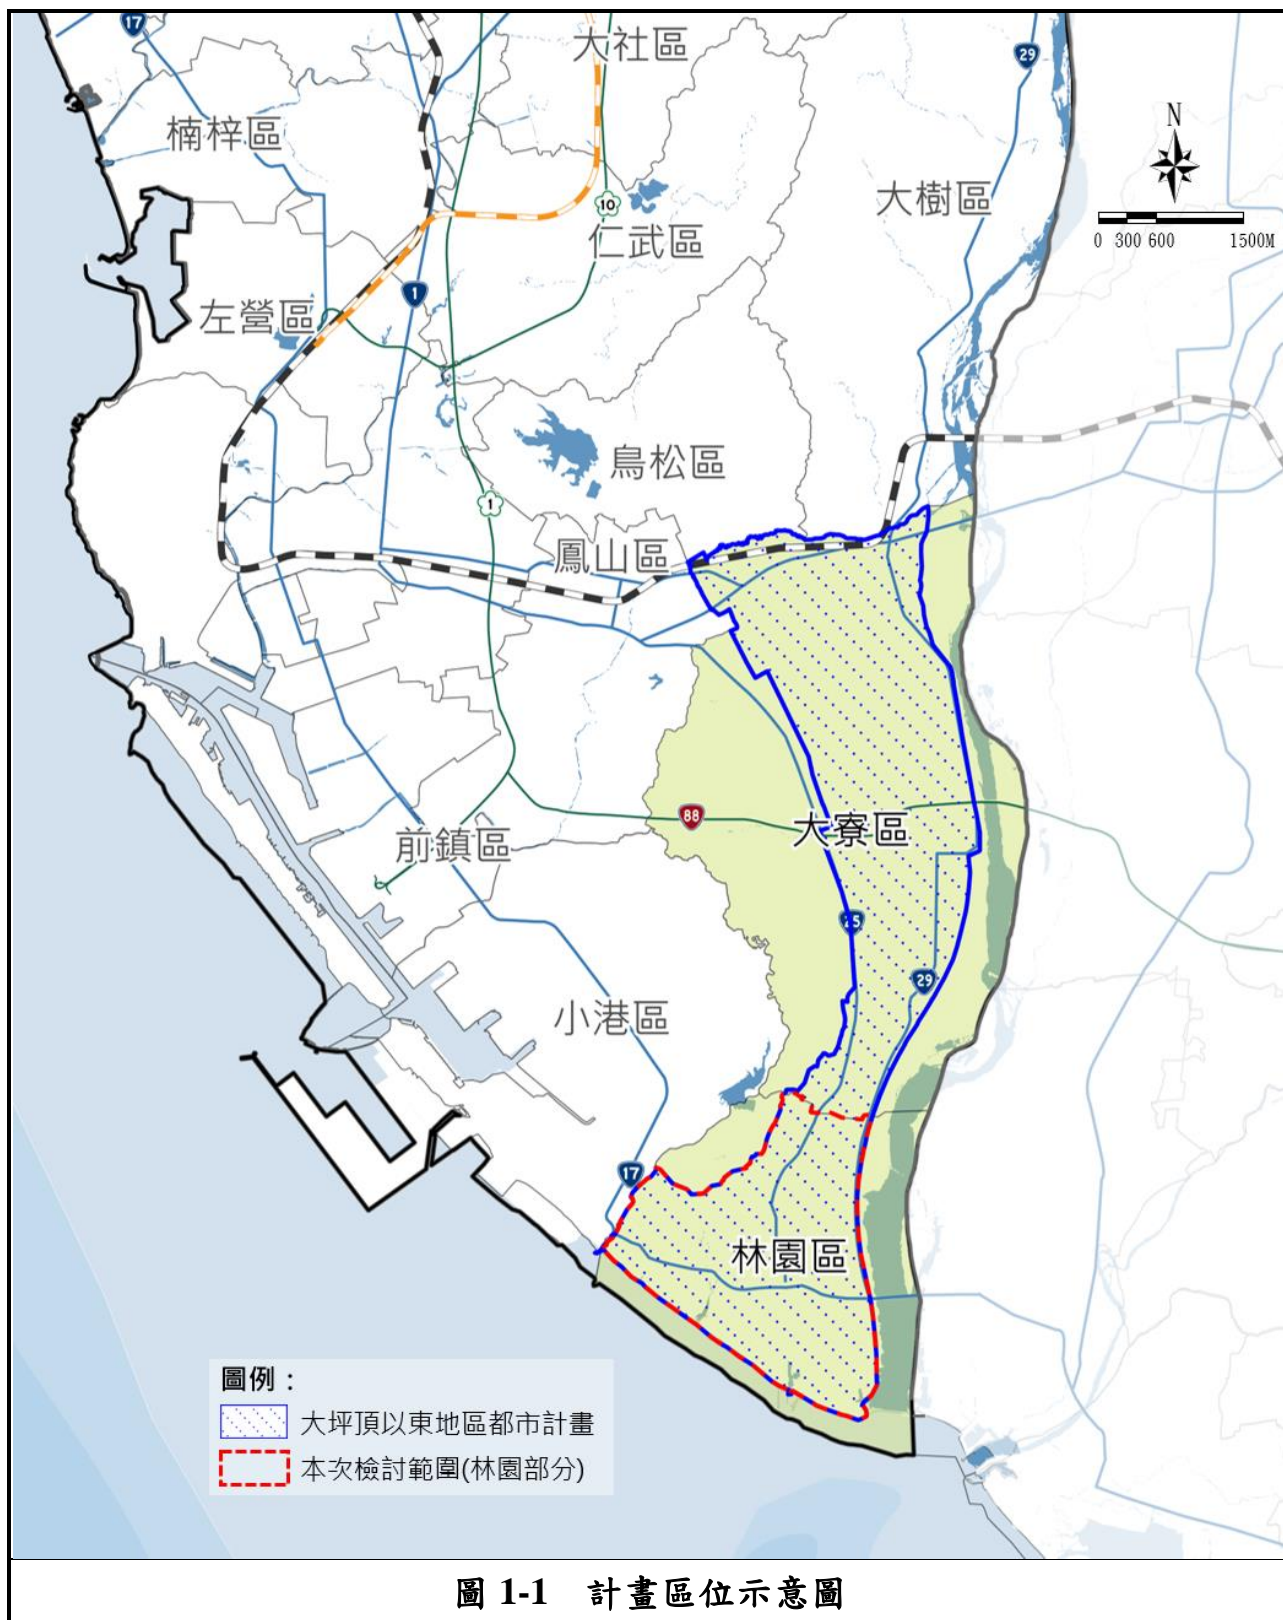 17
大社區
29
楠梓區
N
大樹區
10
0 300 600 1500M
仁武區
1
左營區
鳥松區
1
鳳山區
88
大寮區
前鎮區
25
29
小港區
17
林園區
圖例：
大坪頂以東地區都市計畫
本次檢討範圍(林園部分)
圖 1-1 計畫區位示意圖